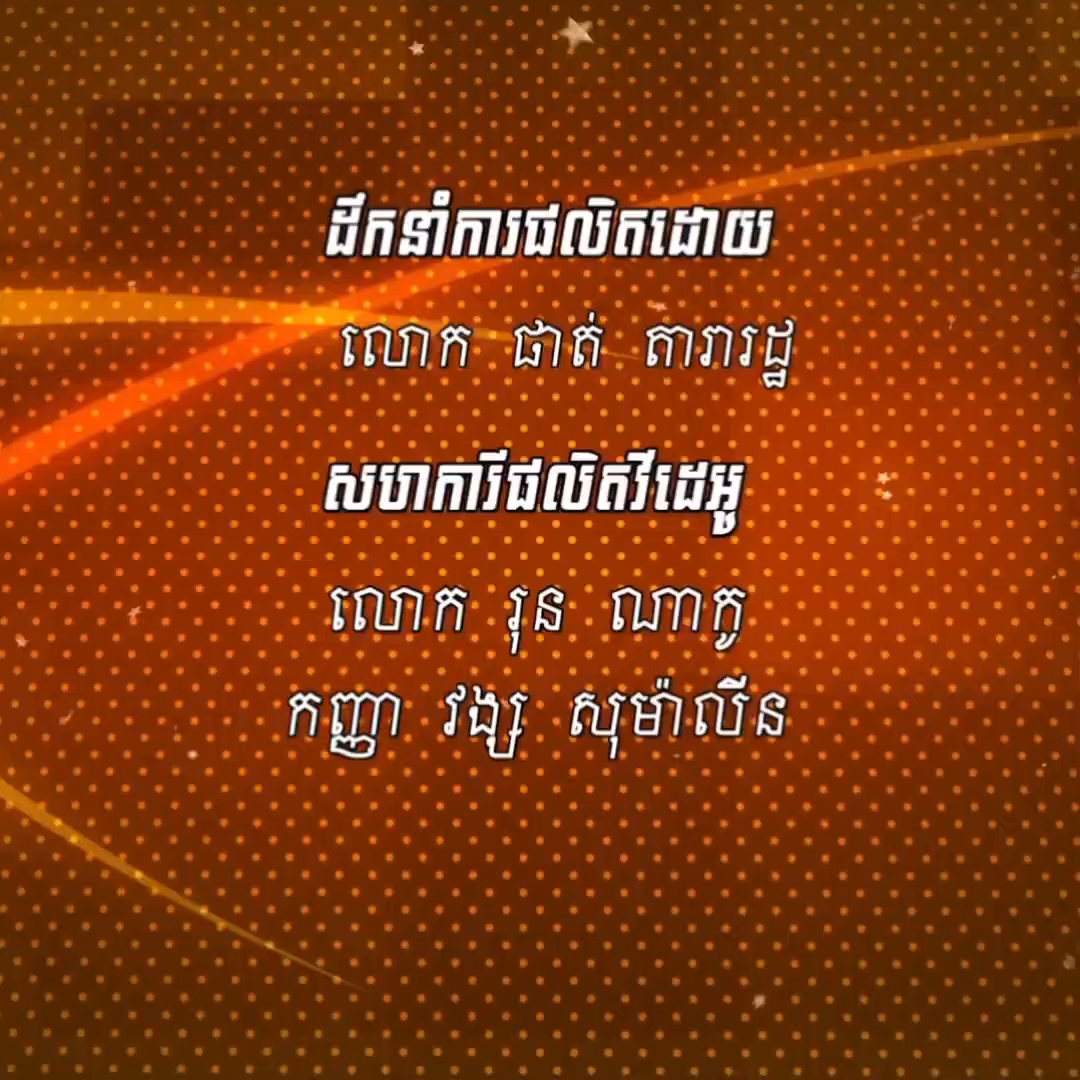 ដឹកនាំការផលិតដោយ
លោក ផាត់ តារារដ្ឋ
សហការីផលិតវីដេអូ
លោក រុន ណាកូ
កញ្ញា វង្ស សុម៉ាលីន